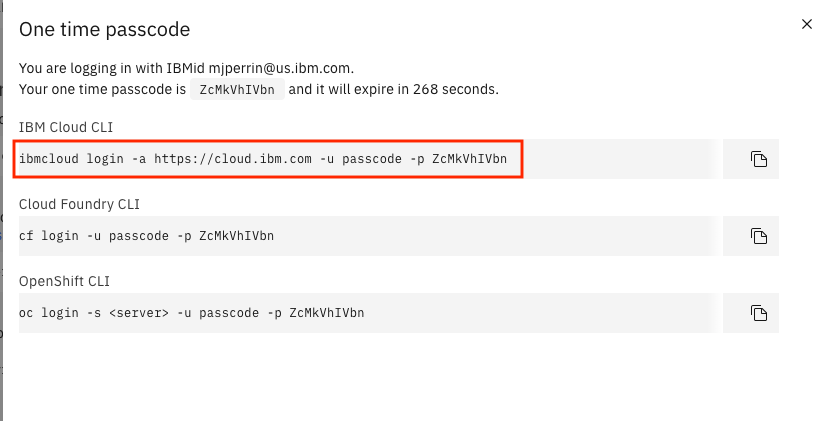 One time passcode
You are logging in with IBMid mjperrin@us.ibm.com.
Your one time passcode is ZcMkVhIVbn and it will expire in 268 seconds.
IBM Cloud CLI
ibmcloud login -a https://cloud.ibm.com -u passcode -p ZcMkVhIVbn
Cloud Foundry CLI
cf login -u passcode -p ZcMkVhIVbn
OpenShift CLI
oc login -s <server> -u passcode -p ZcMkVhIVbn